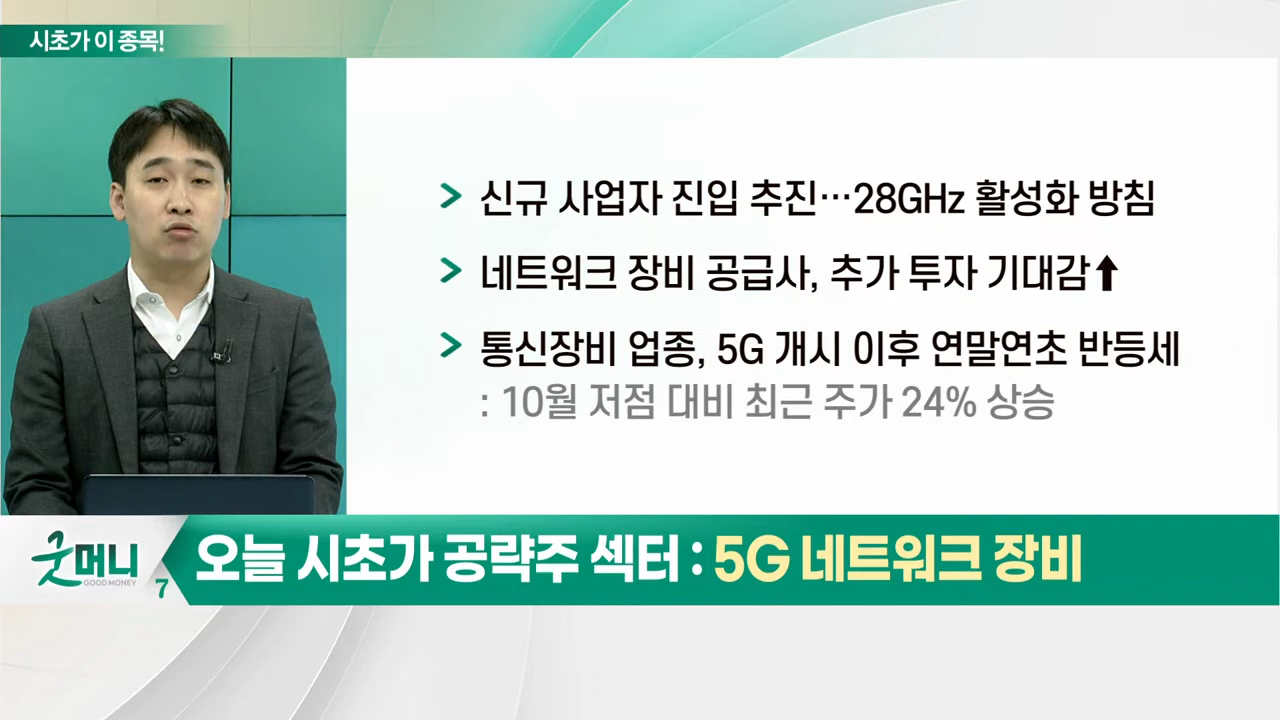 시초가 이 종목!
> 신규 사업자 진입 추진…28GHz 활성화 방침
> 네트워크 장비 공급사, 추가 투자 기대감⬆
> 통신장비 업종, 5G 개시 이후 연말연초 반등세
: 10월 저점 대비 최근 주가 24% 상승
굿머니
GOOD MONEY
7
오늘 시초가 공략주 섹터 : 5G 네트워크 장비